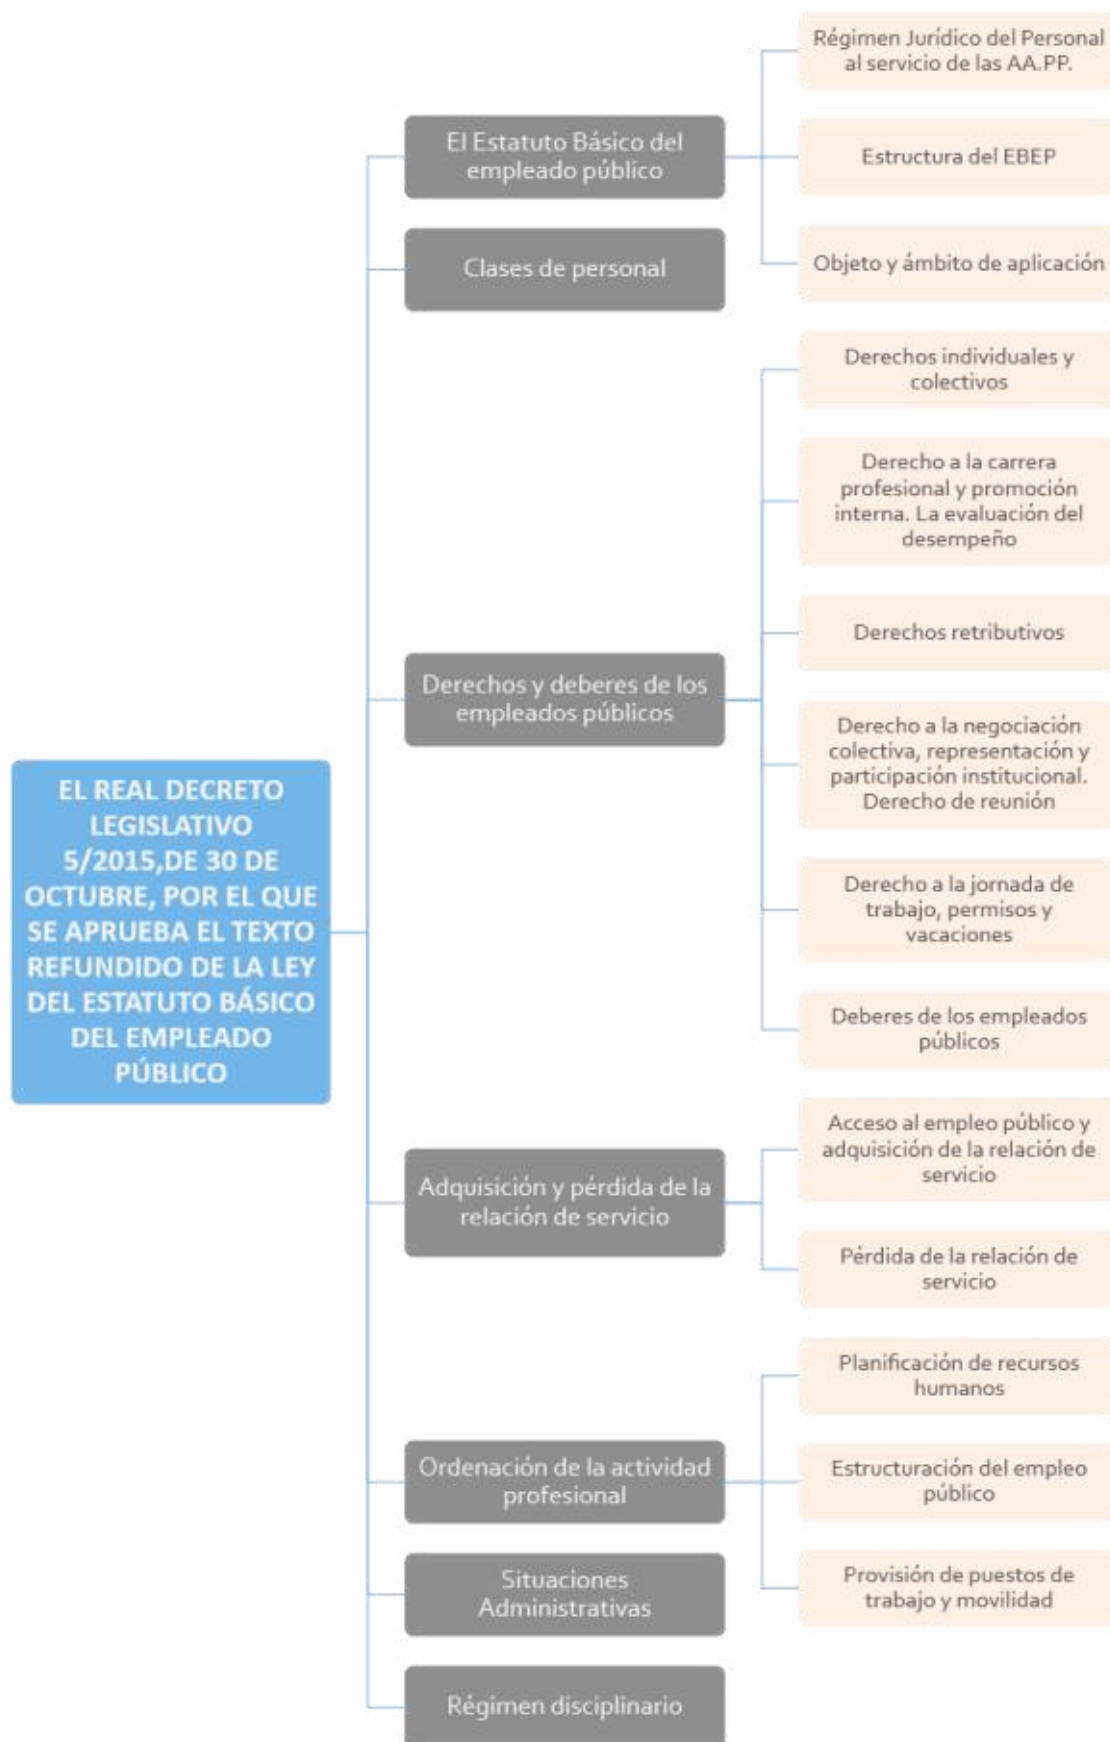 EL REAL DECRETO
LEGISLATIVO
5/2015,DE 30 DE
OCTUBRE, POR EL QUE
SE APRUEBA EL TEXTO
REFUNDIDO DE LA LEY
DEL ESTATUTO BÁSICO
DEL EMPLEADO
PÚBLICO
El Estatuto Básico del
empleado público
Régimen Jurídico del Personal
al servicio de las AA.PP.
Estructura del EBEP
Objeto y ámbito de aplicación
Clases de personal
Derechos y deberes de los
empleados públicos
Derechos individuales y
colectivos
Derecho a la carrera
profesional y promoción
interna. La evaluación del
desempeño
Derechos retributivos
Derecho a la negociación
colectiva, representación y
participación institucional.
Derecho de reunión
Derecho a la jornada de
trabajo, permisos y
vacaciones
Deberes de los empleados
públicos
Adquisición y pérdida de la
relación de servicio
Acceso al empleo público y
adquisición de la relación de
servicio
Pérdida de la relación de
servicio
Ordenación de la actividad
profesional
Planificación de recursos
humanos
Estructuración del empleo
público
Provisión de puestos de
trabajo y movilidad
Situaciones
Administrativas
Régimen disciplinario